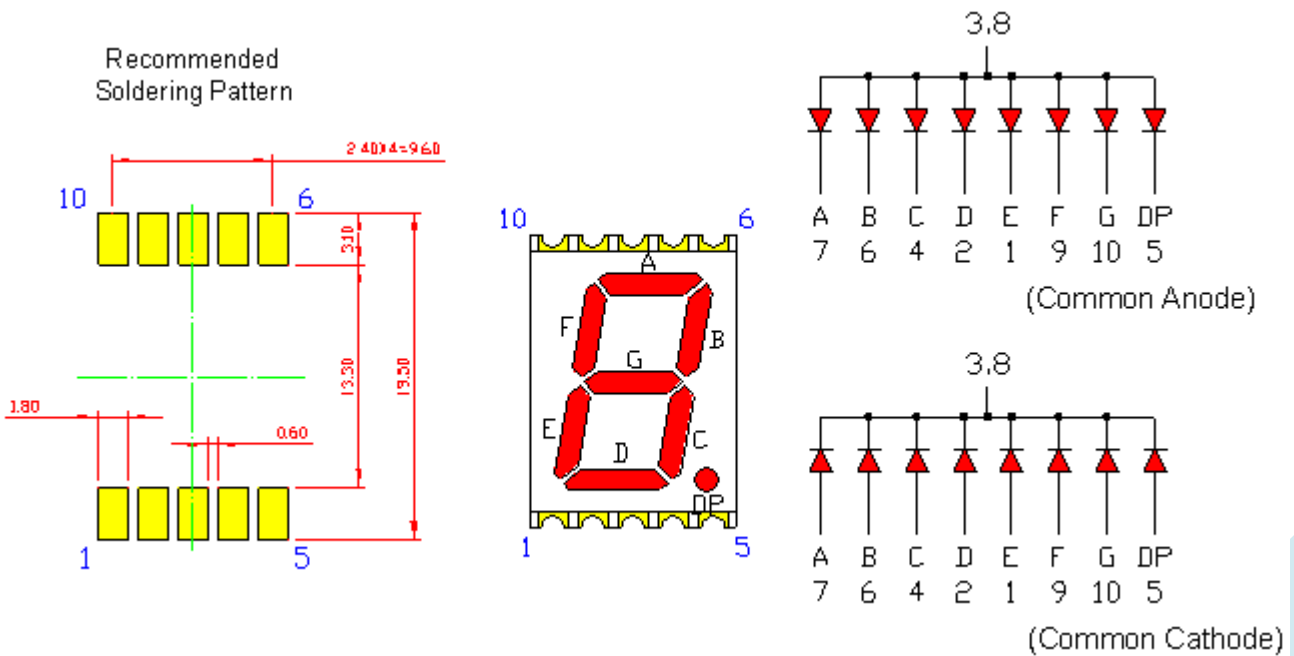 Recommended
Soldering Pattern
2.40X4=9.60
10
6
3.10
13.30
19.50
1.80
0.60
1
5
10
6
A
F
B
G
E
C
D
DP
1
5
3.8
A B C D E F G DP
7 6 4 2 1 9 10 5
(Common Anode)
3.8
A B C D E F G DP
7 6 4 2 1 9 10 5
(Common Cathode)